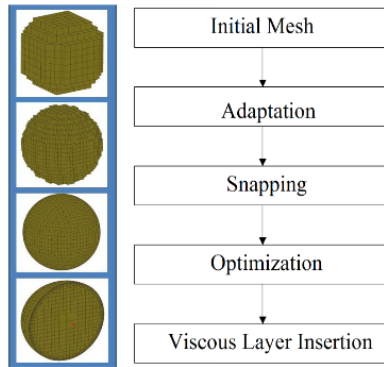 Initial Mesh
Adaptation
Snapping
Optimization
Viscous Layer Insertion